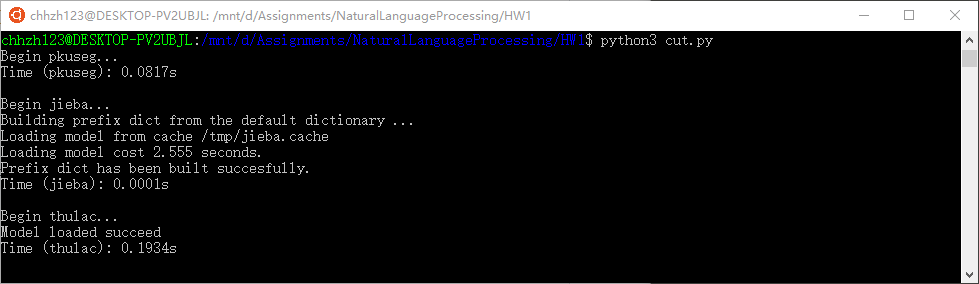 chhzh123@DESKTOP-PV2UBJL: /mnt/d/Assignments/NaturalLanguageProcessing/HW1
chhzh123@DESKTOP-PV2UBJL:/mnt/d/Assignments/NaturalLanguageProcessing/HW1$ python3 cut.py
Begin pkuseg...
Time (pkuseg): 0.0817s

Begin jieba...
Building prefix dict from the default dictionary ...
Loading model from cache /tmp/jieba.cache
Loading model cost 2.555 seconds.
Prefix dict has been built succesfully.
Time (jieba): 0.0001s

Begin thulac...
Model loaded succeed
Time (thulac): 0.1934s